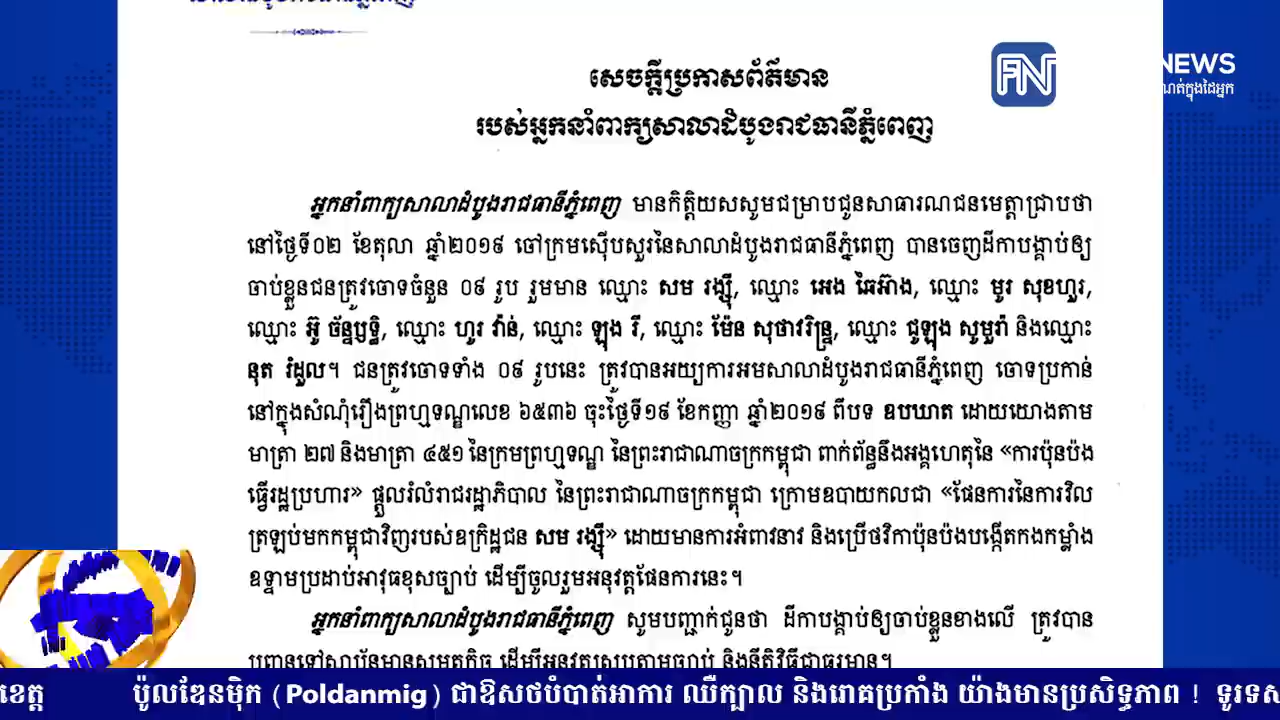 សេចក្តីប្រកាសព័ត៌មាន
របស់អ្នកនាំពាក្យសាលាដំបូងរាជធានីភ្នំពេញ
FN
NEWS
អ្នកនាំពាក្យសាលាដំបូងរាជធានីភ្នំពេញ មានកិត្តិយសសូមជម្រាបជូនសាធារណជនមេត្តាជ្រាបថា
នៅថ្ងៃទី០២ ខែតុលា ឆ្នាំ២០១៩ ចៅក្រមស៊ើបសួរនៃសាលាដំបូងរាជធានីភ្នំពេញ បានចេញដីកាបង្គាប់ឲ្យ
ចាប់ខ្លួនជនត្រូវចោទចំនួន ០៩ រូប រួមមាន ឈ្មោះ សម រង្ស៊ី, ឈ្មោះ អេង ឆៃអ៊ាង, ឈ្មោះ មូរ សុខហួរ,
ឈ្មោះ អ៊ូ ច័ន្ទឫទ្ធិ, ឈ្មោះ ហូរ វ៉ាន់, ឈ្មោះ ឡុង រី, ឈ្មោះ ម៉ែន សុថាវរិន្ទ្រ, ឈ្មោះ ជូឡុង សូមួរ៉ា និងឈ្មោះ
នុត រំដួល។ ជនត្រូវចោទទាំង ០៩ រូបនេះ ត្រូវបានអយ្យការអមសាលាដំបូងរាជធានីភ្នំពេញ ចោទប្រកាន់
នៅក្នុងសំណុំរឿងព្រហ្មទណ្ឌលេខ ៦៥៣៦ ចុះថ្ងៃទី១៩ ខែកញ្ញា ឆ្នាំ២០១៩ ពីបទ ឧបឃាត ដោយយោងតាម
មាត្រា ២៧ និងមាត្រា ៤៥១ នៃក្រមព្រហ្មទណ្ឌ នៃព្រះរាជាណាចក្រកម្ពុជា ពាក់ព័ន្ធនឹងអង្គហេតុនៃ «ការប៉ុនប៉ង
ធ្វើរដ្ឋប្រហារ» ផ្តួលរំលំរាជរដ្ឋាភិបាល នៃព្រះរាជាណាចក្រកម្ពុជា ក្រោមឧបាយកលជា «ផែនការនៃការវិល
ត្រឡប់មកកម្ពុជាវិញរបស់ឧក្រិដ្ឋជន សម រង្ស៊ី» ដោយមានការអំពាវនាវ និងប្រើថវិកាប៉ុនប៉ងបង្កើតកងកម្លាំង
ឧទ្ទាមប្រដាប់អាវុធខុសច្បាប់ ដើម្បីចូលរួមអនុវត្តផែនការនេះ។
អ្នកនាំពាក្យសាលាដំបូងរាជធានីភ្នំពេញ សូមបញ្ជាក់ជូនថា ដីកាបង្គាប់ឲ្យចាប់ខ្លួនខាងលើ ត្រូវបាន
ខេត្ត ប៉ូលឌែនម៉ិក (Poldanmig) ជាឱសថបំបាត់អាការ ឈឺក្បាល និងរោគប្រកាំង យ៉ាងមានប្រសិទ្ធភាព !